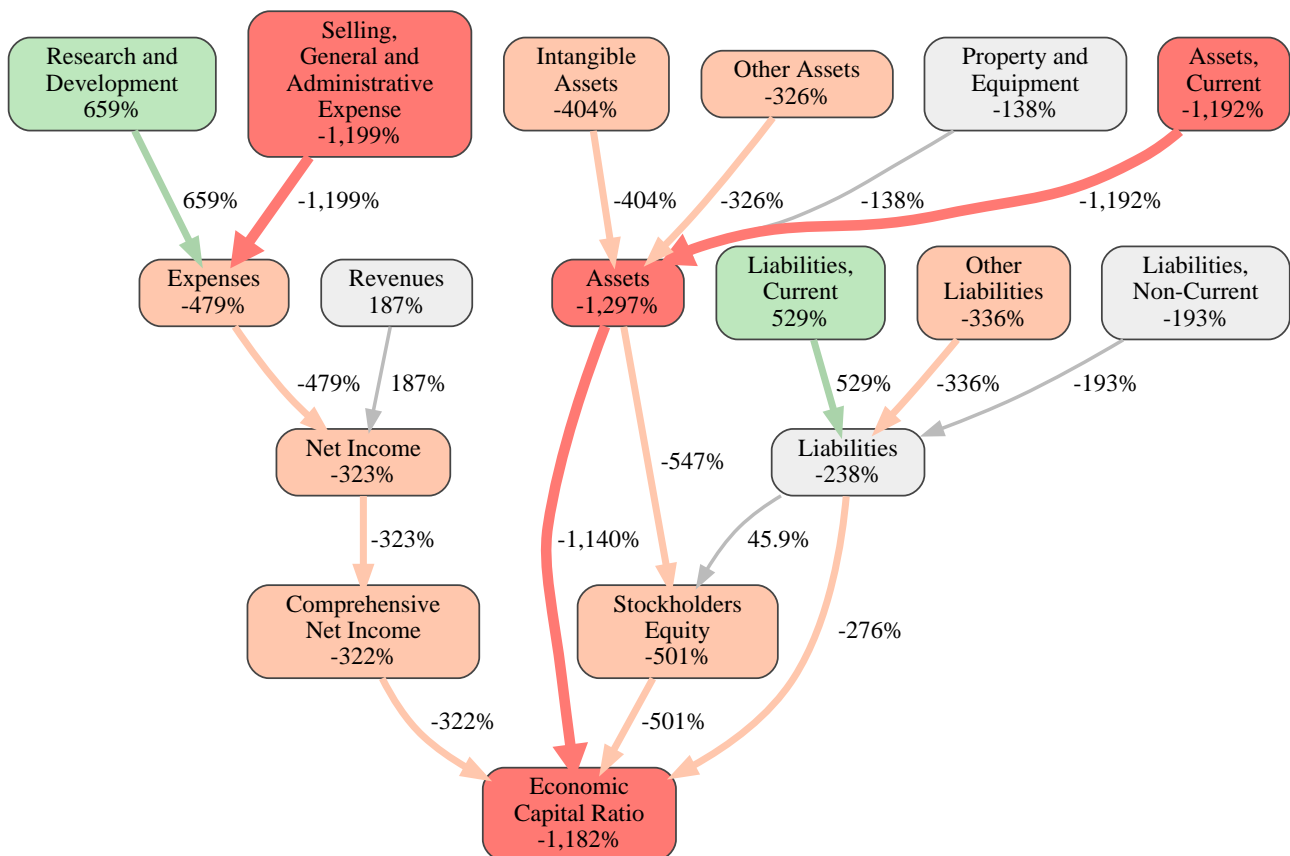 Research and
Development
659%
Selling,
General and
Administrative
Expense
-1,199%
Intangible
Assets
-404%
Other Assets
-326%
Property and
Equipment
-138%
Assets,
Current
-1,192%
659%
-1,199%
-404%
-326%
-138%
-1,192%
Expenses
-479%
Revenues
187%
Assets
-1,297%
Liabilities,
Current
529%
Other
Liabilities
-336%
Liabilities,
Non-Current
-193%
-479%
187%
529%
-336%
-193%
Net Income
-323%
-547%
Liabilities
-238%
-323%
-1,140%
45.9%
Comprehensive
Net Income
-322%
Stockholders
Equity
-501%
-276%
-322%
-501%
Economic
Capital Ratio
-1,182%